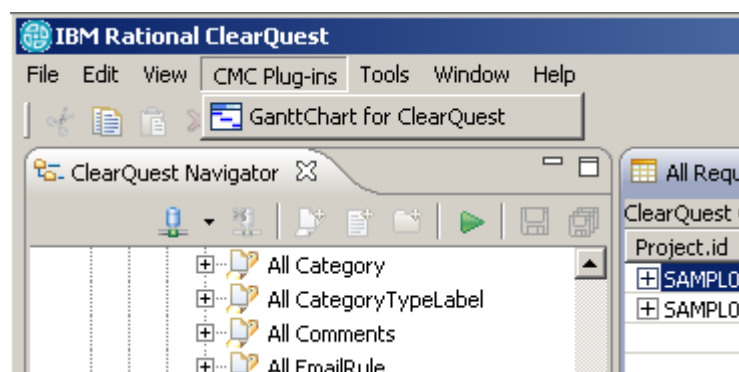 IBM Rational ClearQuest
File Edit View CMC Plug-ins Tools Window Help
GanttChart for ClearQuest
ClearQuest Navigator
All Requ
ClearQuest
Project.id
All Category
SAMPLO
All CategoryTypeLabel
SAMPLO
All Comments
All EmailRule